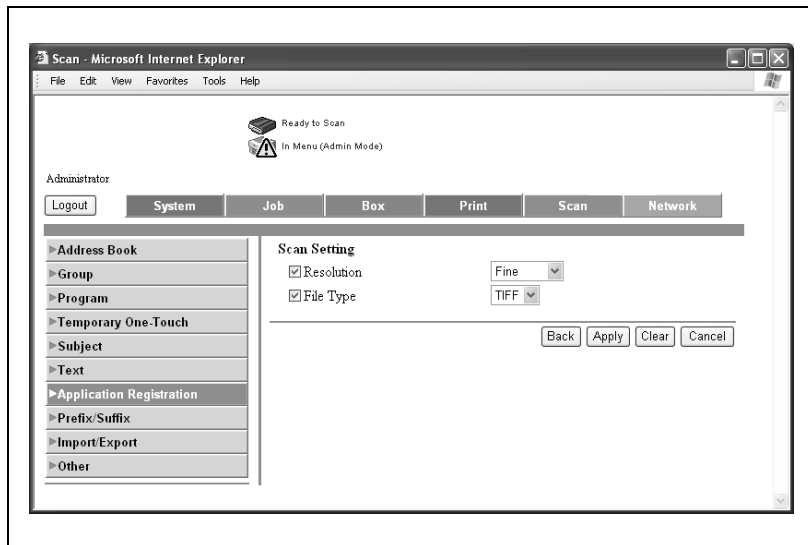 Scan - Microsoft Internet Explorer
File Edit View Favorites Tools Help
Ready to Scan
In Menu (Admin Mode)
Administrator
Logout System Job Box Print Scan Network
Address Book
Group
Program
Temporary One-Touch
Subject
Text
Application Registration
Prefix/Suffix
Import/Export
Other
Scan Setting
Resolution Fine
File Type TIFF
Back Apply Clear Cancel